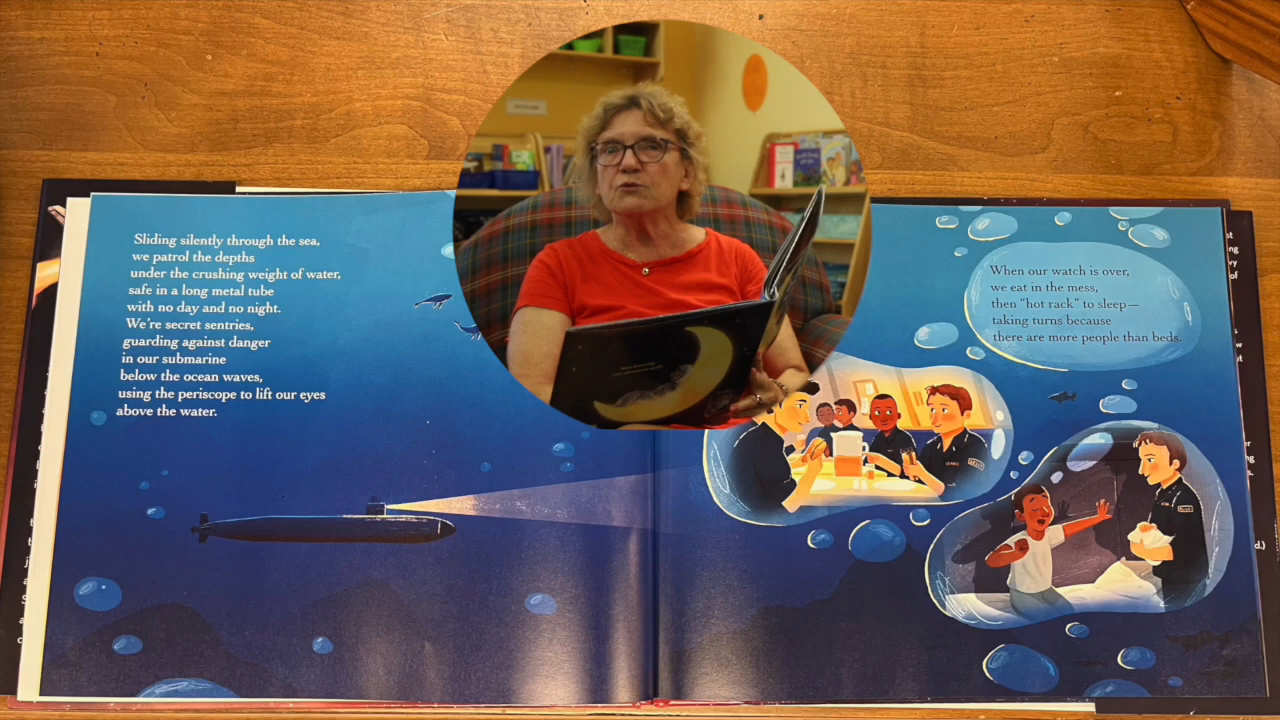 Sliding silently through the sea,
we patrol the depths
under the crushing weight of water,
safe in a long metal tube
with no day and no night.
We're secret sentries,
guarding against danger
in our submarine
below the ocean waves,
using the periscope to lift our eyes
above the water.
When our watch is over,
we eat in the mess,
then “hot rack” to sleep—
taking turns because
there are more people than beds.